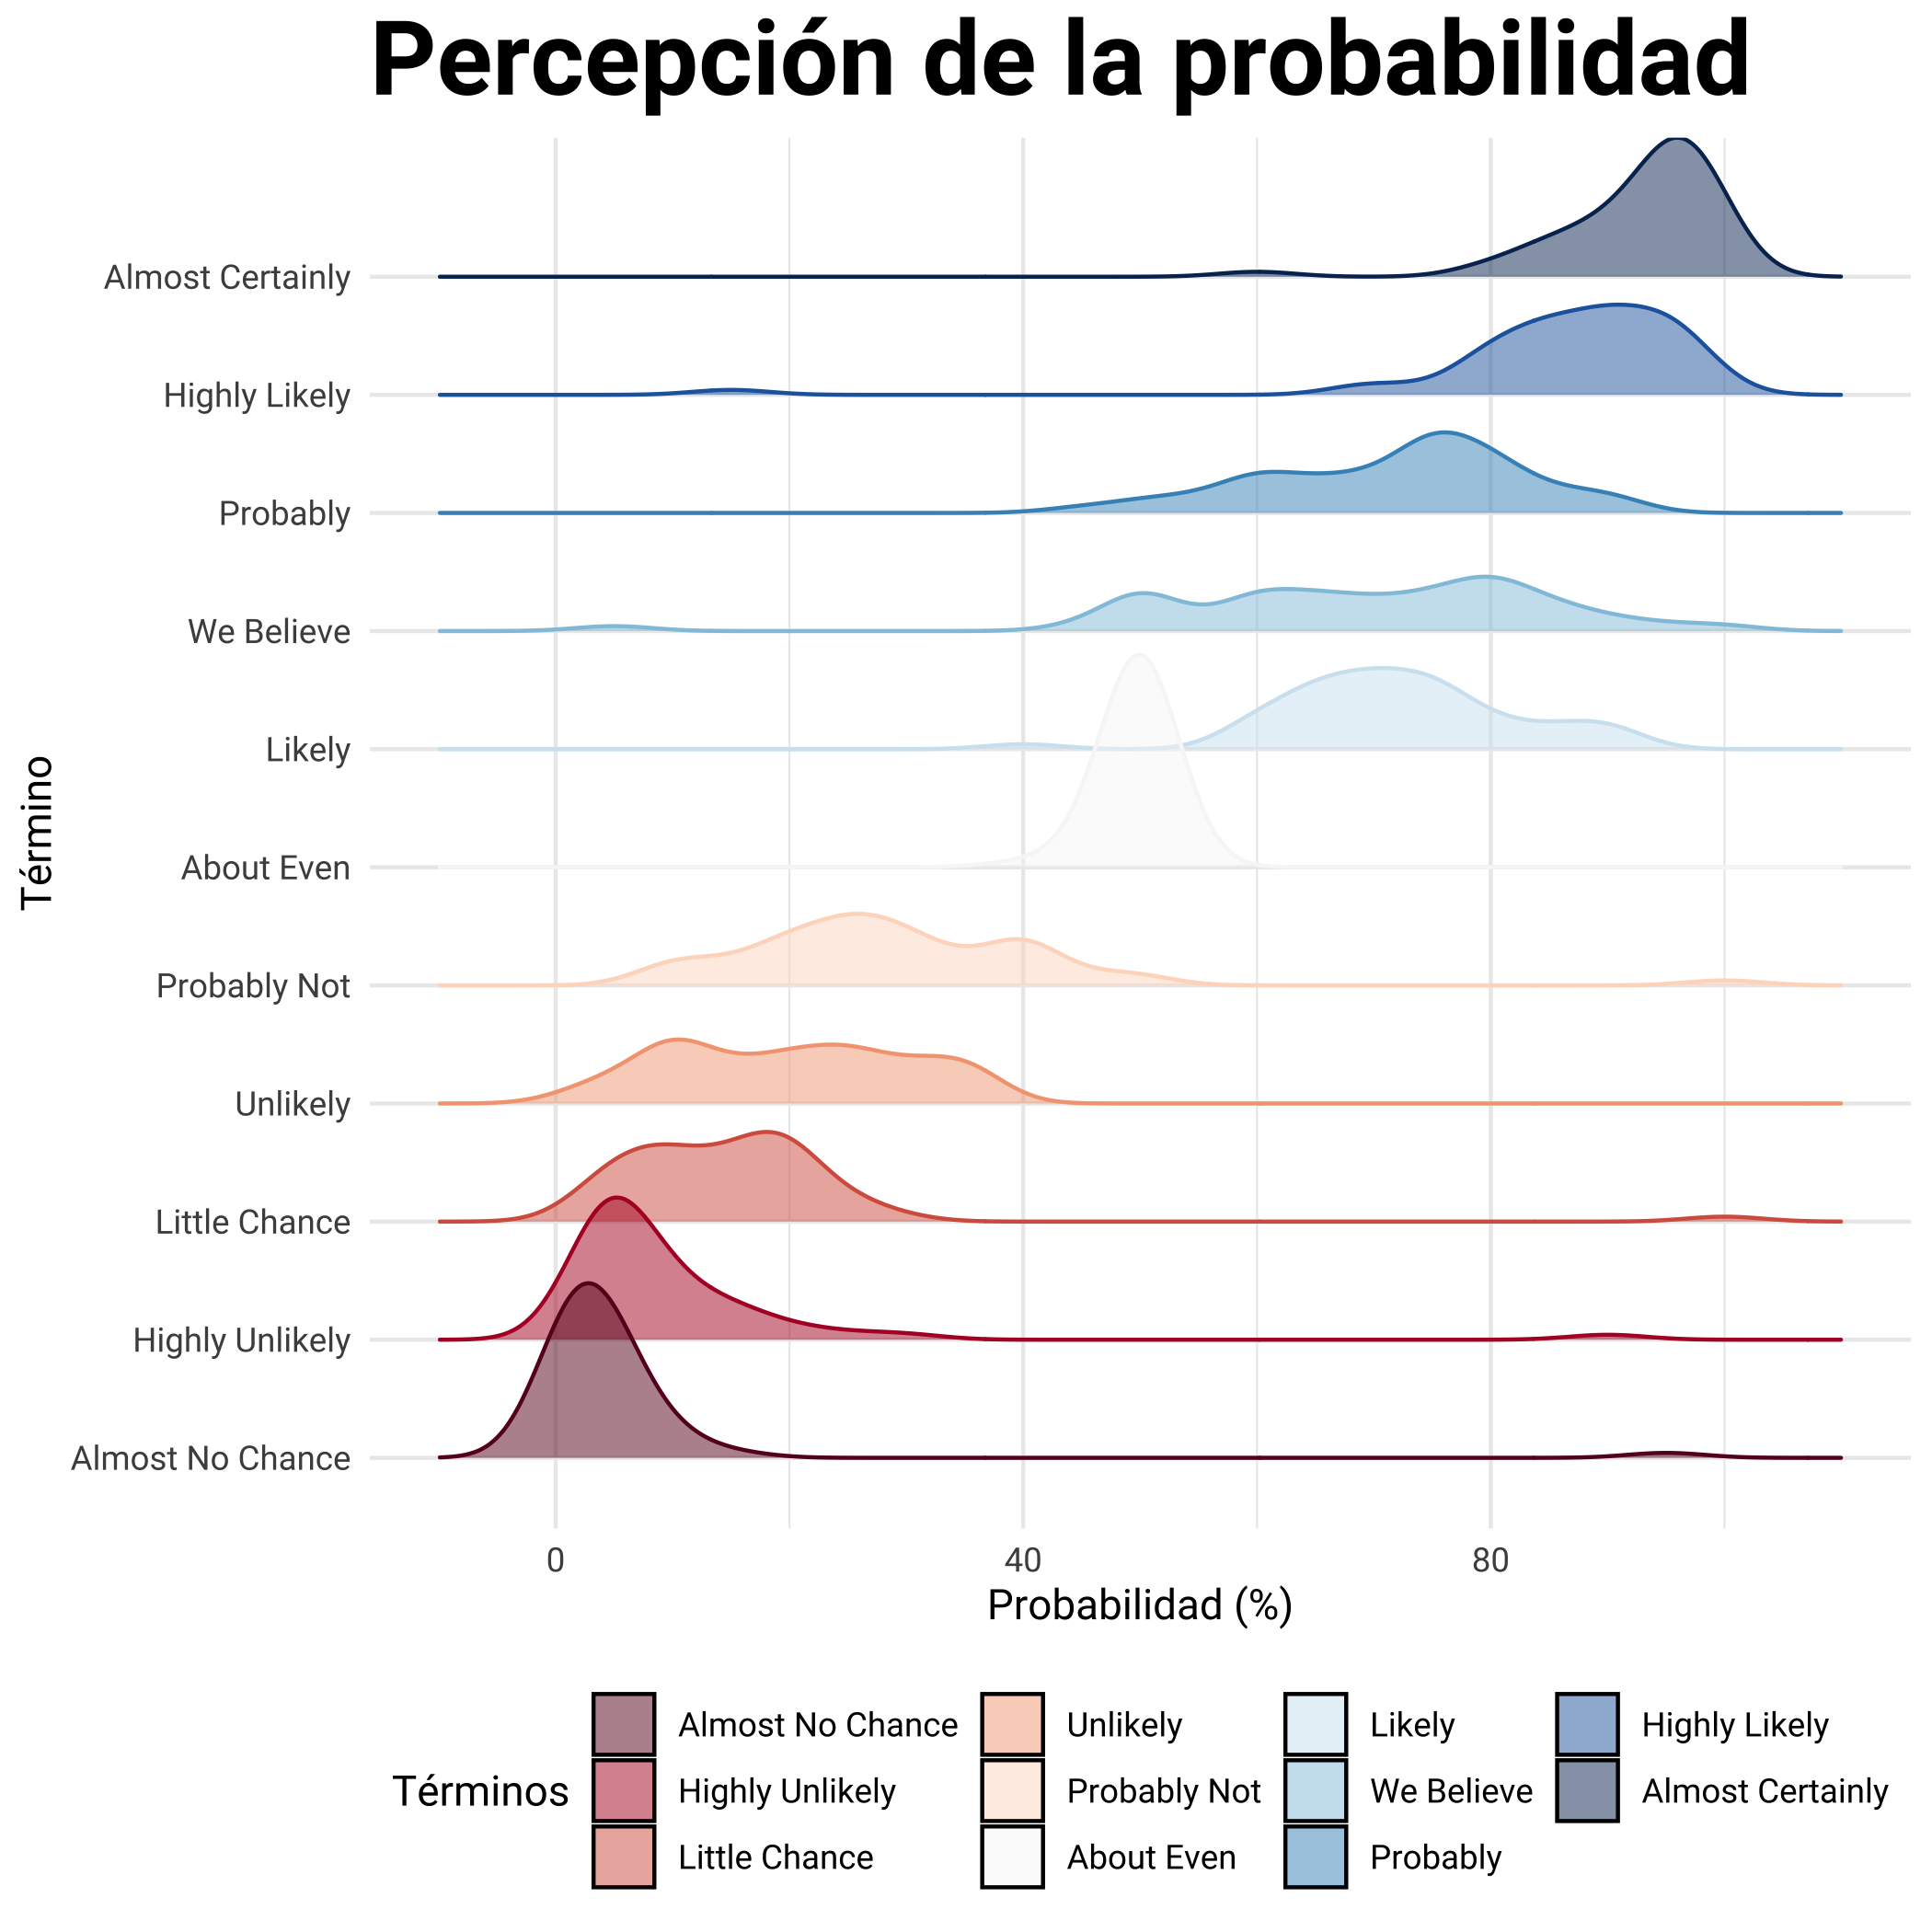 Percepción de la probabilidad
Término
Almost Certainly
Highly Likely
Probably
We Believe
Likely
About Even
Probably Not
Unlikely
Little Chance
Highly Unlikely
Almost No Chance
0 40 80
Probabilidad (%)
Términos
Almost No Chance
Highly Unlikely
Little Chance
Unlikely
Probably Not
About Even
Likely
We Believe
Probably
Highly Likely
Almost Certainly